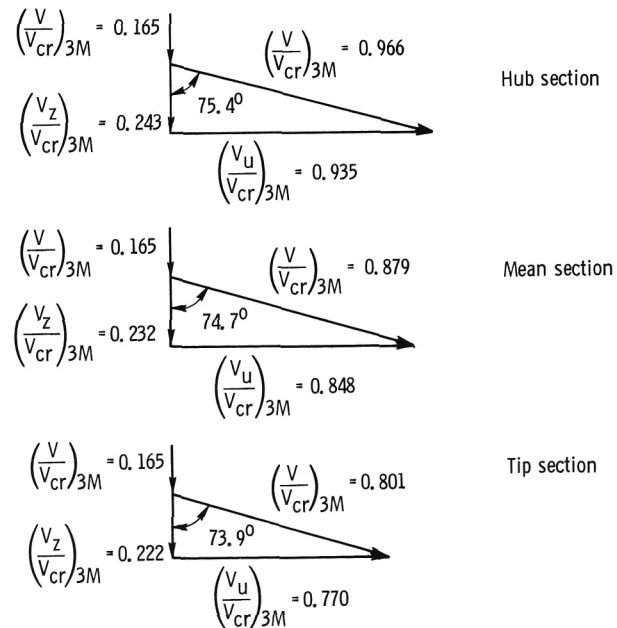 (V/Vcr)3M = 0.165
(V/Vcr)3M = 0.966
Hub section
75.4°
(Vz/Vcr)3M = 0.243
(Vu/Vcr)3M = 0.935
(V/Vcr)3M = 0.165
(V/Vcr)3M = 0.879
Mean section
74.7°
(Vz/Vcr)3M = 0.232
(Vu/Vcr)3M = 0.848
(V/Vcr)3M = 0.165
(V/Vcr)3M = 0.801
Tip section
73.9°
(Vz/Vcr)3M = 0.222
(Vu/Vcr)3M = 0.770